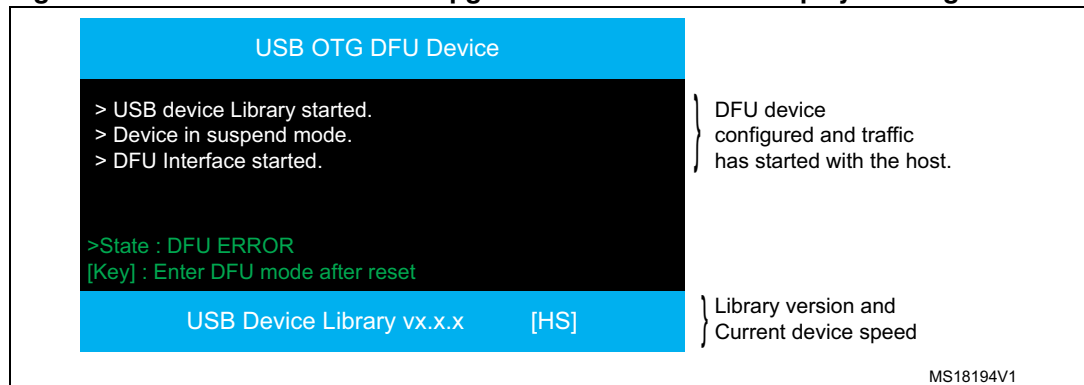 USB OTG DFU Device
> USB device Library started.
> Device in suspend mode.
> DFU Interface started.
DFU device
configured and traffic
has started with the host.
>State : DFU ERROR
[Key] : Enter DFU mode after reset
USB Device Library vx.x.x [HS]
Library version and
Current device speed
MS18194V1